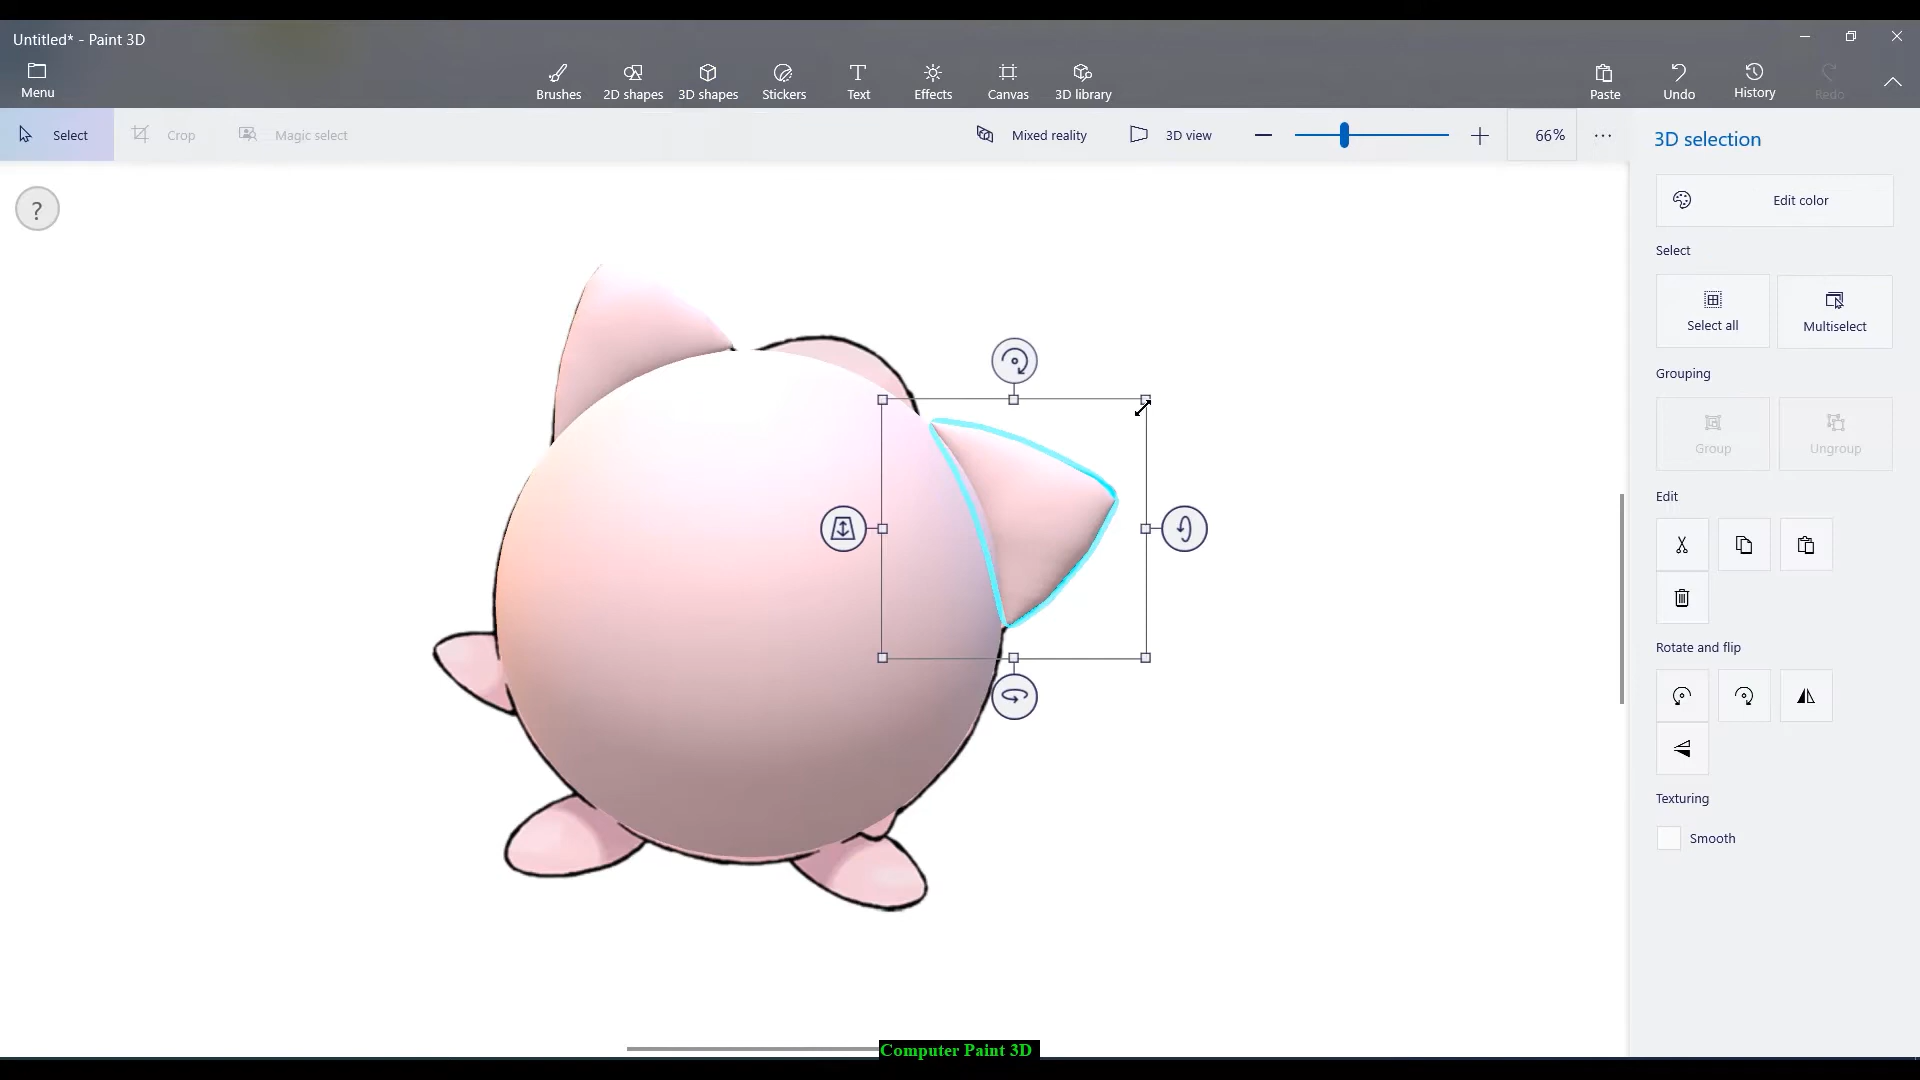 Untitled* - Paint 3D
Menu
Brushes
2D shapes
3D shapes
Stickers
Text
Effects
Canvas
3D library
Paste
Undo
History
Redo
Select
Crop
Magic select
Mixed reality
3D view
66%
?
3D selection
Edit color
Select
Select all
Multiselect
Grouping
Group
Ungroup
Edit
Rotate and flip
Texturing
Smooth
Computer Paint 3D